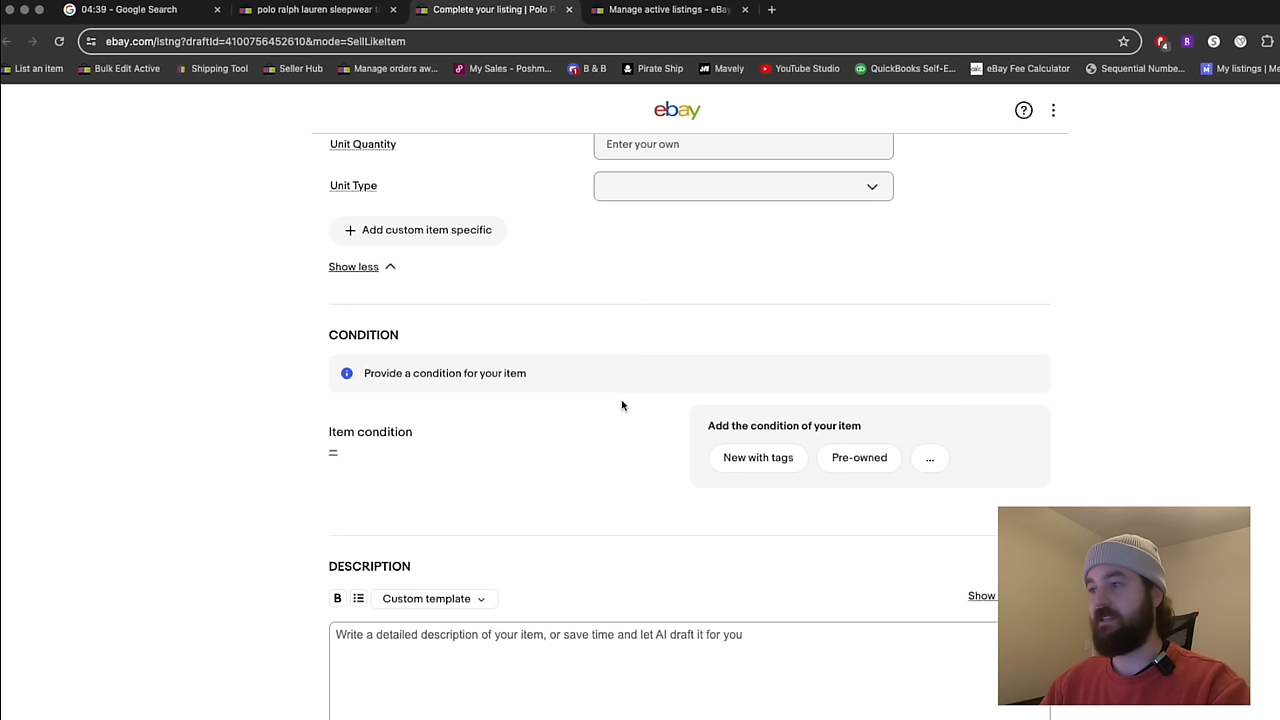 04:39 - Google Search
polo ralph lauren sleepwear
Complete your listing | Polo R
Manage active listings - eBay
ebay.com/lstng?draftId=4100756452610&mode=SellLikeItem
4
B
S
List an item
Bulk Edit Active
Shipping Tool
Seller Hub
Manage orders aw...
My Sales - Poshm...
B & B
Pirate Ship
Mavely
YouTube Studio
QuickBooks Self-E...
eBay Fee Calculator
Sequential Numbe...
My listings | Me
ebay
?
Unit Quantity
Enter your own
Unit Type
+ Add custom item specific
Show less
CONDITION
Provide a condition for your item
Item condition
Add the condition of your item
New with tags
Pre-owned
...
DESCRIPTION
B
Custom template
Show
Write a detailed description of your item, or save time and let AI draft it for you